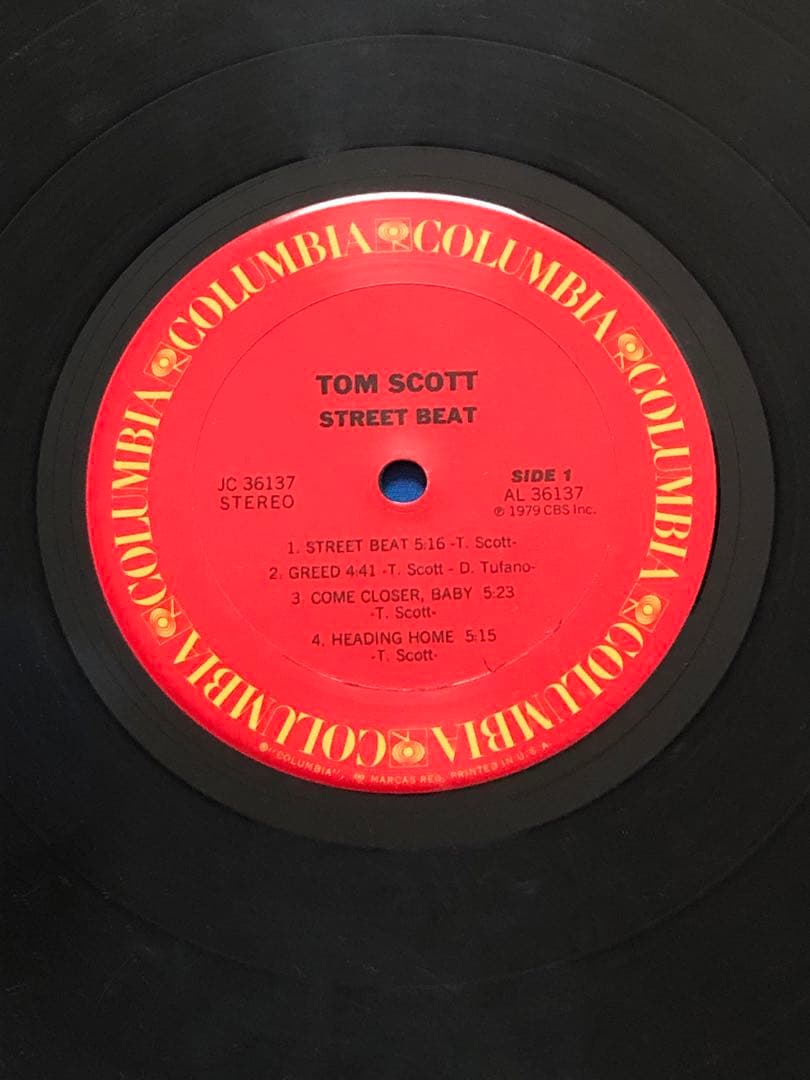 COLUMBIA COLUMBIA COLUMBIA COLUMBIA COLUMBIA COLUMBIA COLUMBIA
TOM SCOTT
STREET BEAT
JC 36137
STEREO
SIDE 1
AL 36137
℗ 1979 CBS Inc.
1. STREET BEAT 5:16 -T. Scott-
2. GREED 4:41 -T. Scott - D. Tufano-
3. COME CLOSER, BABY 5:23
-T. Scott-
4. HEADING HOME 5:15
-T. Scott-
® "COLUMBIA", ® MARCAS REG. PRINTED IN U.S.A.